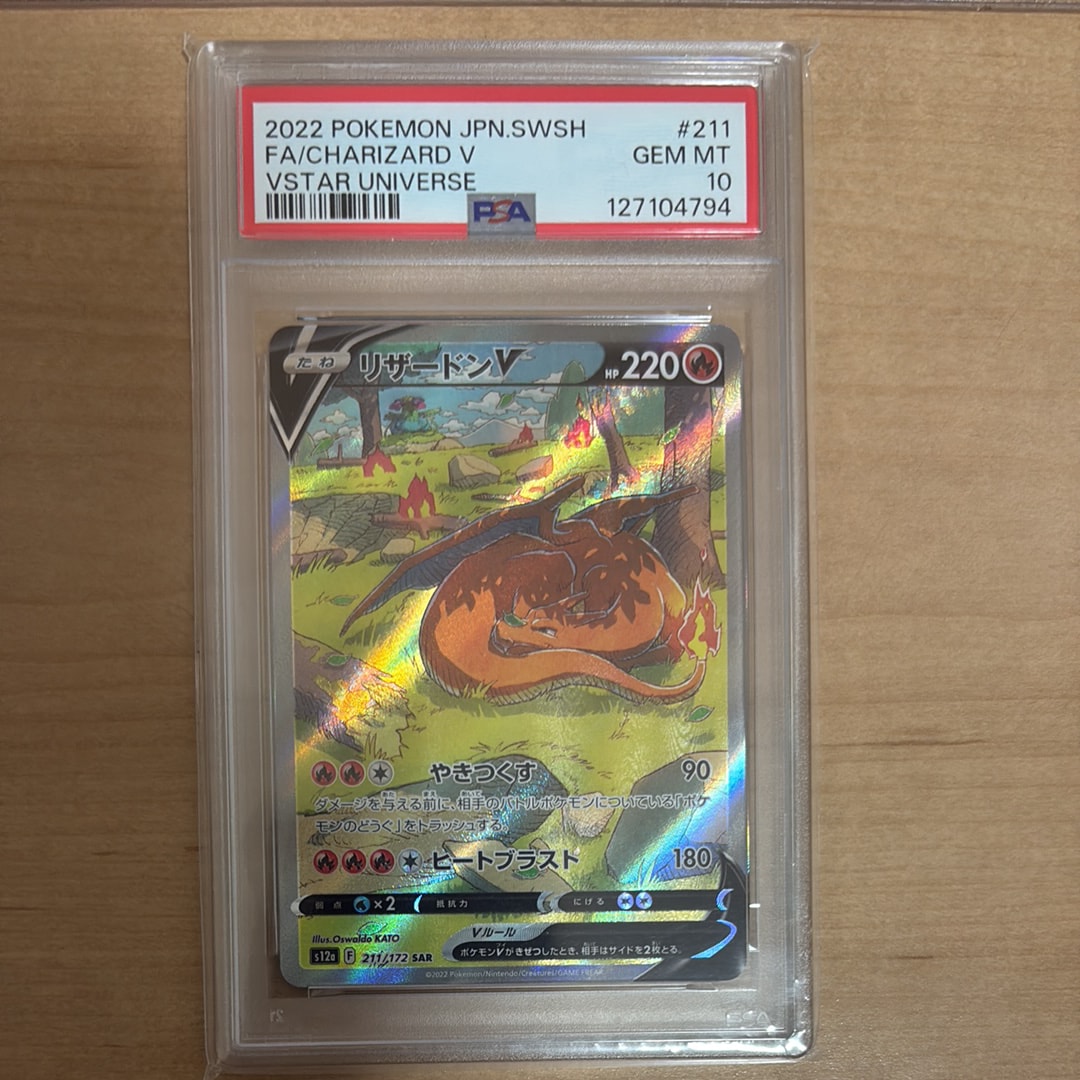 2022 POKEMON JPN.SWSH #211
FA/CHARIZARD V GEM MT
VSTAR UNIVERSE 10
PSA 127104794
たね リザードンV HP 220
やきつくす 90
ダメージを与える前に、相手のバトルポケモンについている「ポケ
モンのどうぐ」をトラッシュする。
ヒートブラスト 180
弱点 ×2 抵抗力 にげる
Illus.Oswaldo KATO
Vルール
ポケモンVがきぜつしたとき、相手はサイドを2枚とる。
s12a F 211/172 SAR
©2022 Pokémon/Nintendo/Creatures/GAME FREAK